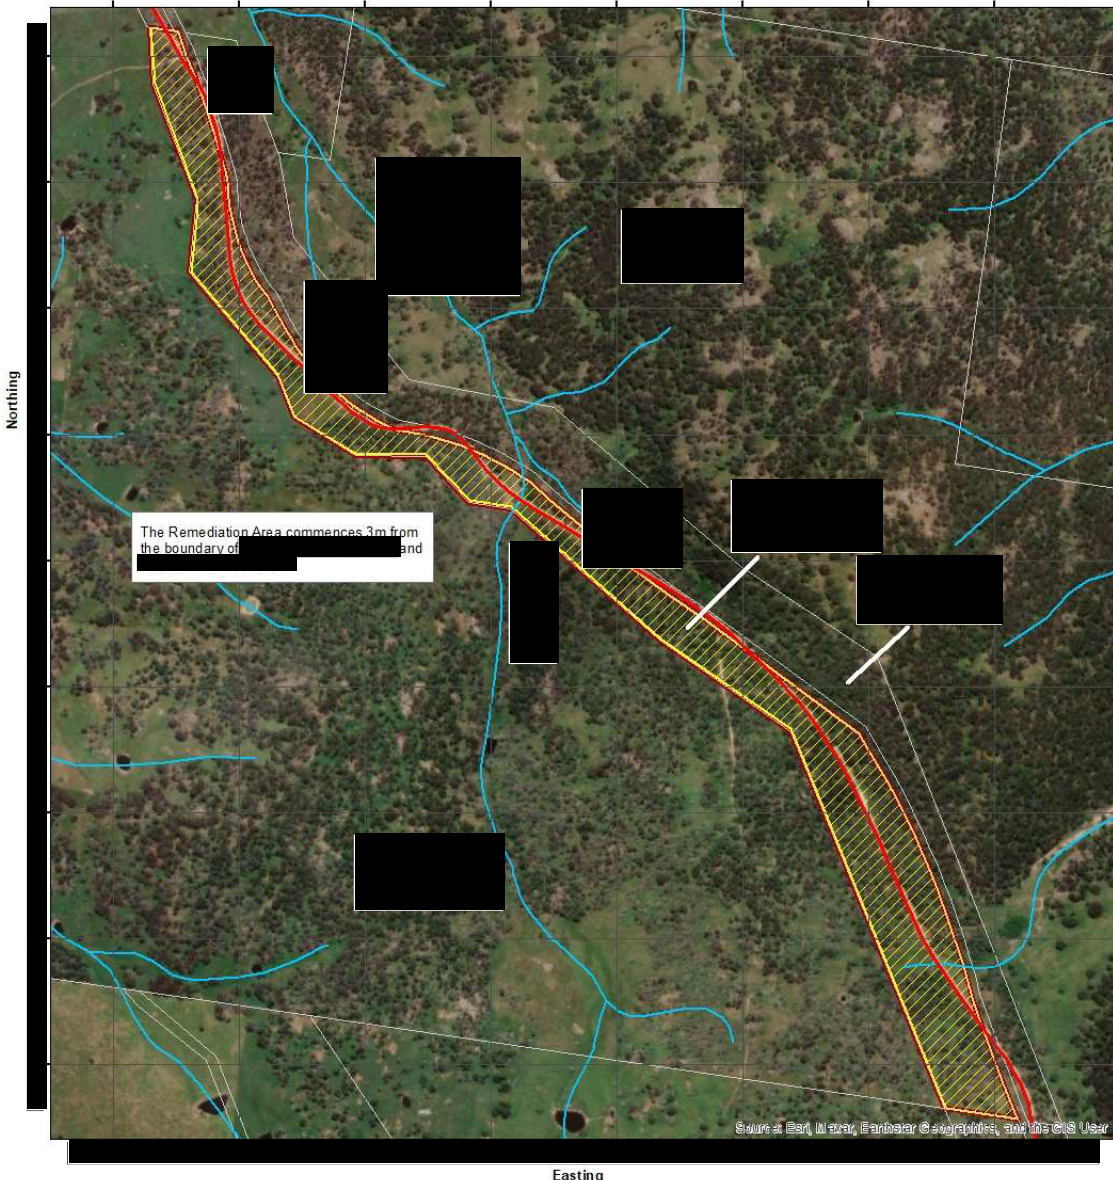 Northing
The Remediation Area commences 3m from
the boundary of and
Source: Esri, Maxar, Earthstar Geographics, and the GIS User
Easting